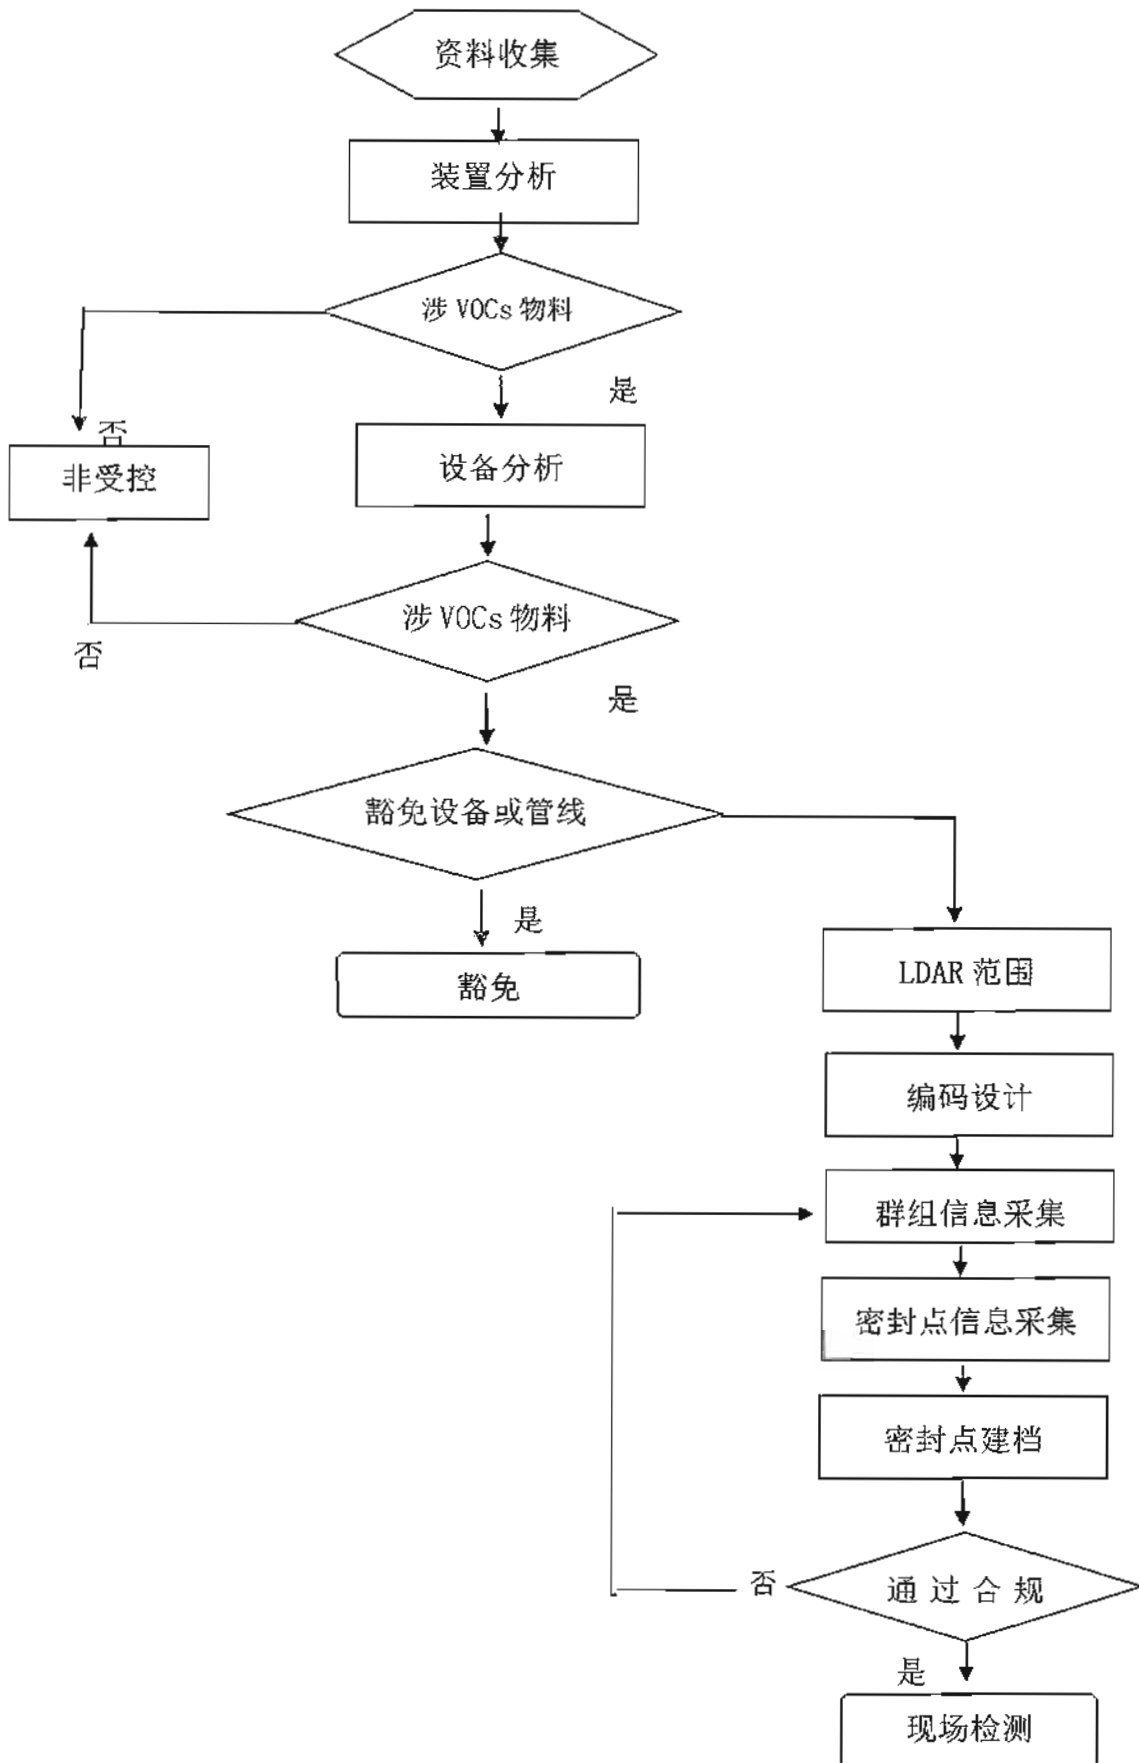 资料收集
装置分析
涉 VOCs 物料
是
否
非受控
设备分析
涉 VOCs 物料
否
是
豁免设备或管线
是
豁免
LDAR 范围
编码设计
群组信息采集
密封点信息采集
密封点建档
否
通过合规
是
现场检测